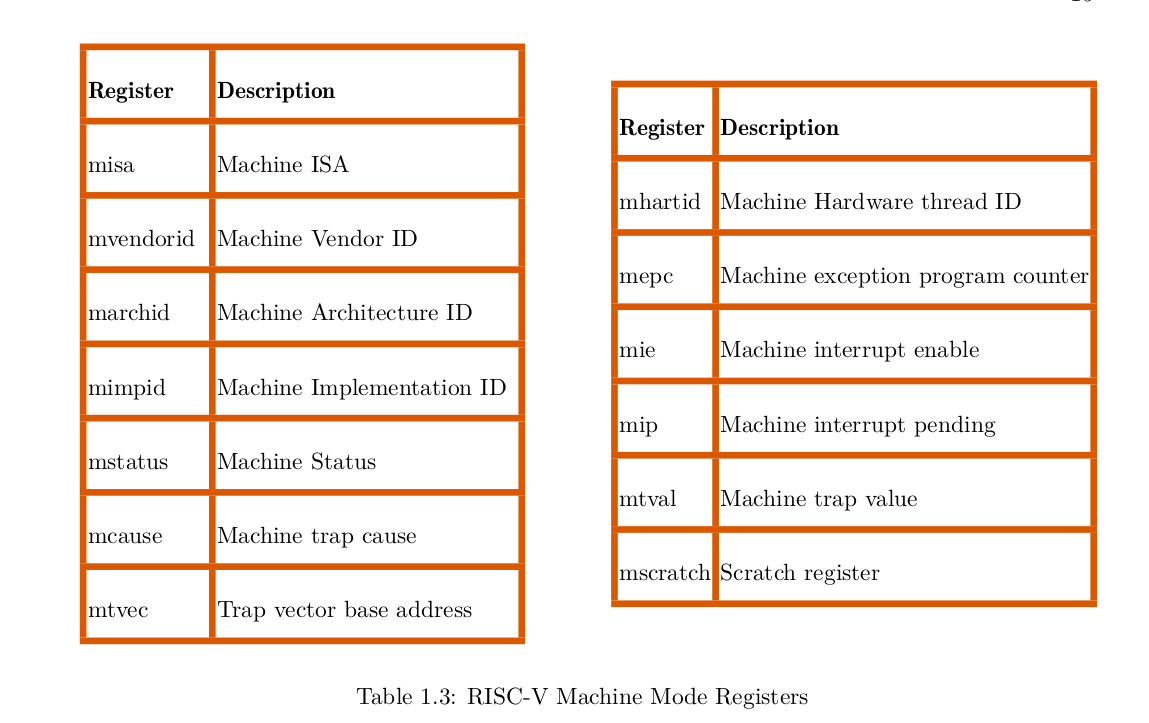 Register Description
misa Machine ISA
mvendorid Machine Vendor ID
marchid Machine Architecture ID
mimpid Machine Implementation ID
mstatus Machine Status
mcause Machine trap cause
mtvec Trap vector base address
Register Description
mhartid Machine Hardware thread ID
mepc Machine exception program counter
mie Machine interrupt enable
mip Machine interrupt pending
mtval Machine trap value
mscratch Scratch register
Table 1.3: RISC-V Machine Mode Registers